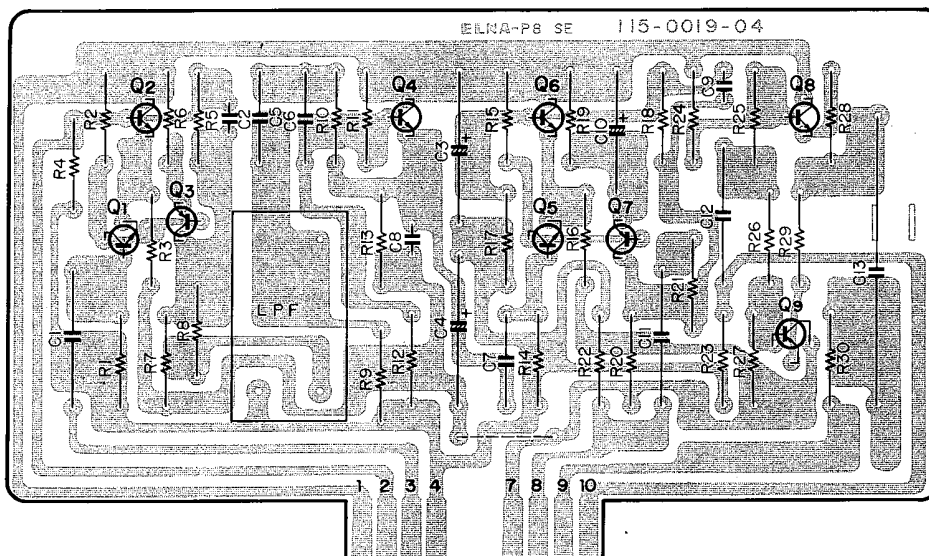 ELNA-P8 SE 115-0019-04
R2 Q2 R6 R5 C2 C5 C6 R10 R11 Q4 C3 R15 Q6 R19 C10 R18 R24 C9 R25 Q8 R28
R4 Q1 R3 Q3 R13 C8 R17 Q5 R16 Q7 R21 C12 R26 R29 C13
C1 R1 R7 R8 LPF R9 R12 C4 C7 R14 R22 R20 C11 R23 R27 Q9 R30
1 2 3 4 7 8 9 10